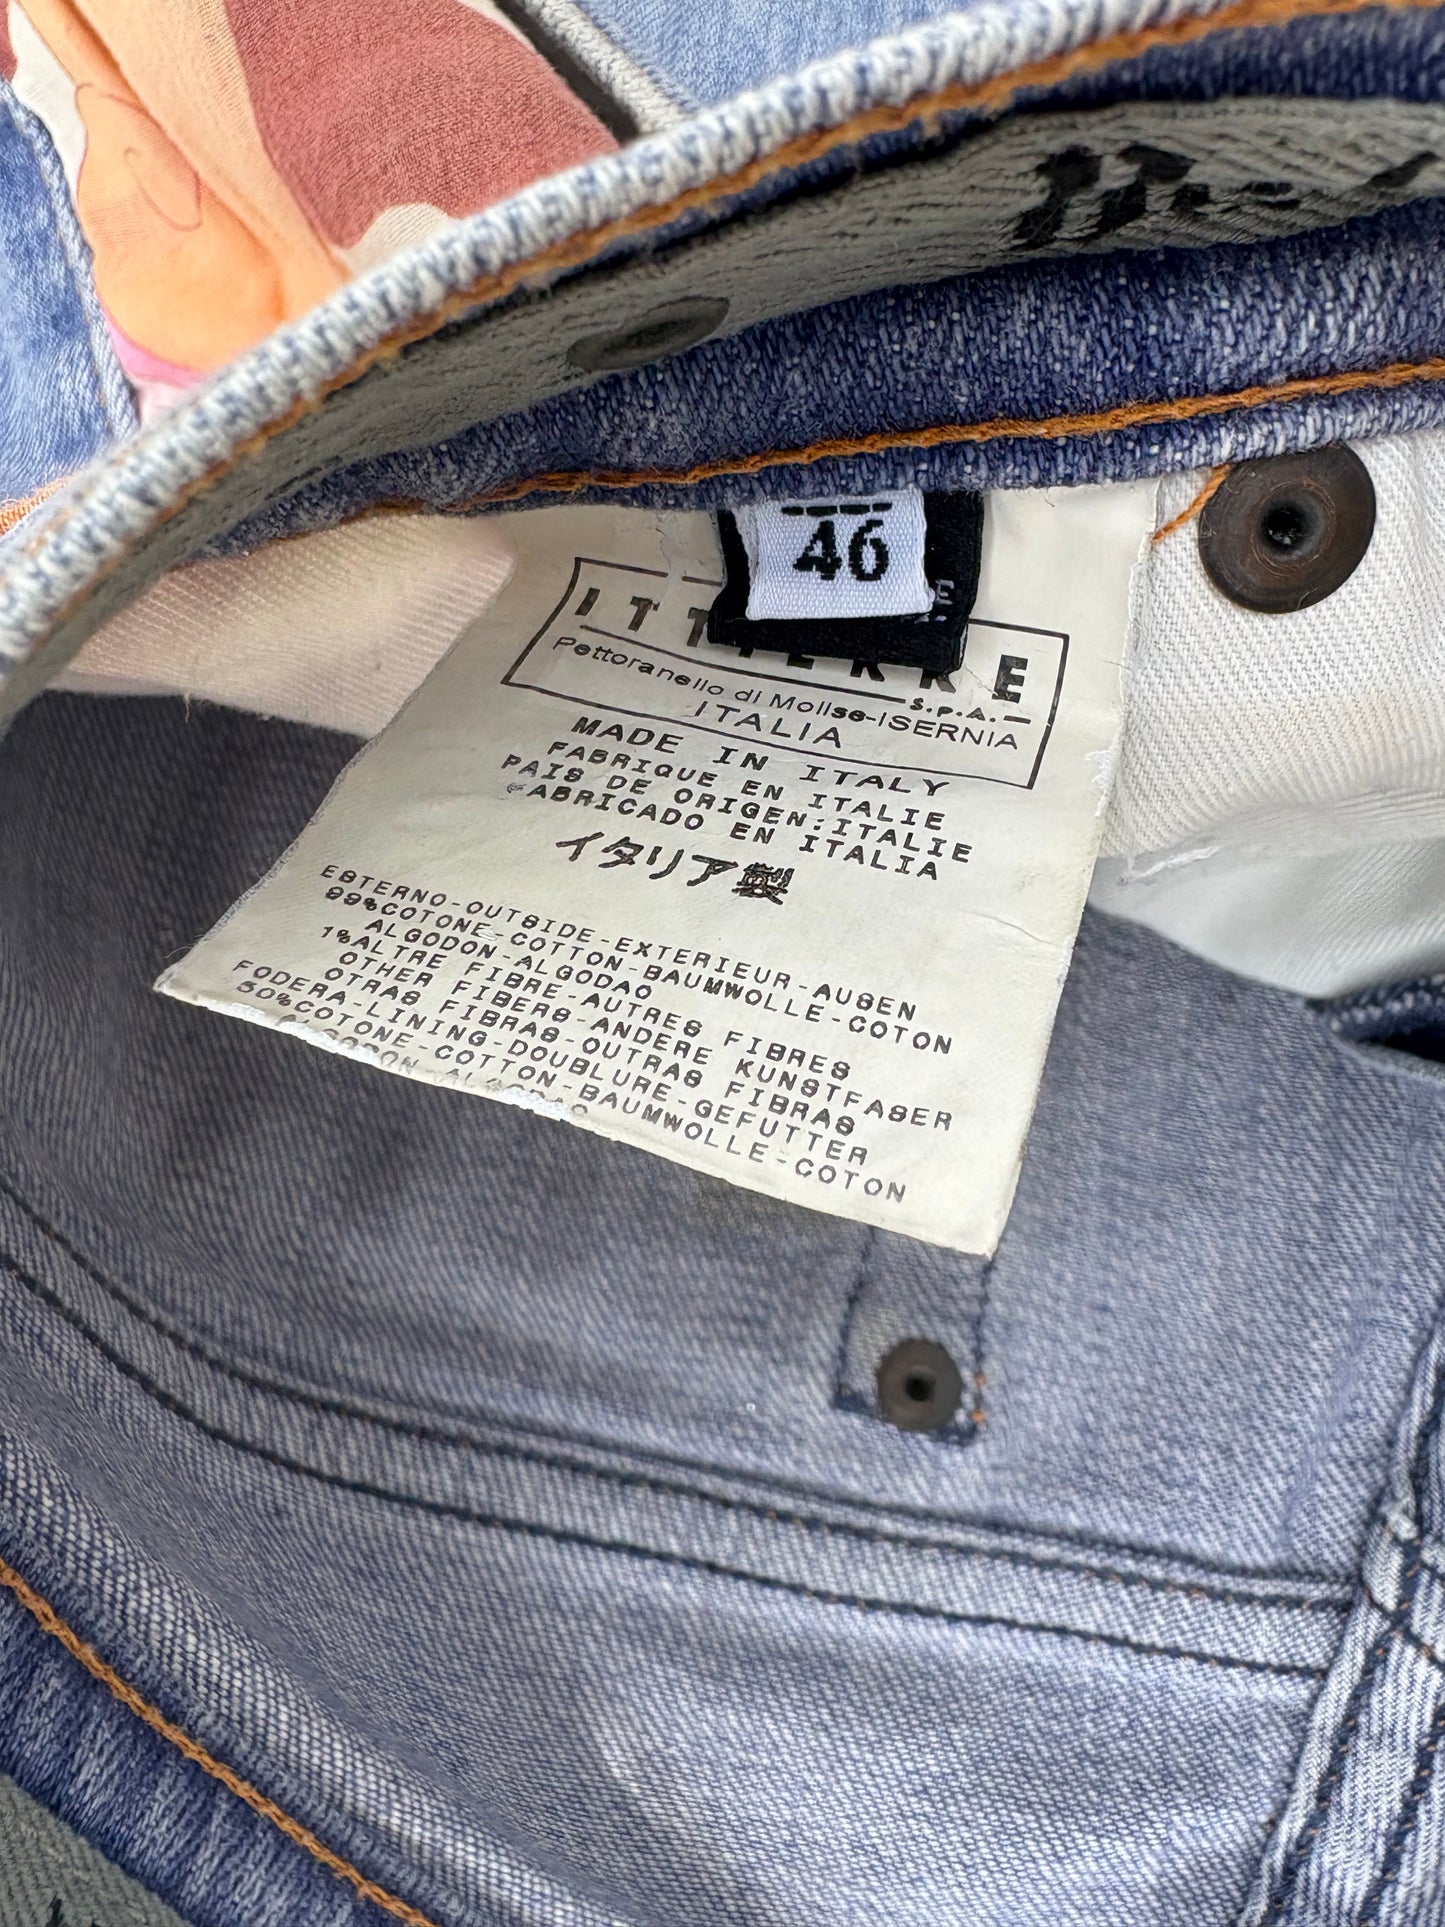 46
ITTIERRE
S.P.A.
Pettoranello di Molise-ISERNIA
ITALIA
MADE IN ITALY
FABRIQUE EN ITALIE
PAIS DE ORIGEN:ITALIE
FABRICADO EN ITALIA
イタリア製
ESTERNO-OUTSIDE-EXTERIEUR-AUSEN
99%COTONE-COTTON-BAUMWOLLE-COTON
ALGODON-ALGODAO
1%ALTRE FIBRE-AUTRES FIBRES
OTHER FIBERS-ANDERE KUNSTFASER
OTRAS FIBRAS-OUTRAS FIBRAS
FODERA-LINING-DOUBLURE-GEFUTTER
50%COTONE-COTTON-BAUMWOLLE-COTON
ALGODON-ALGODAO